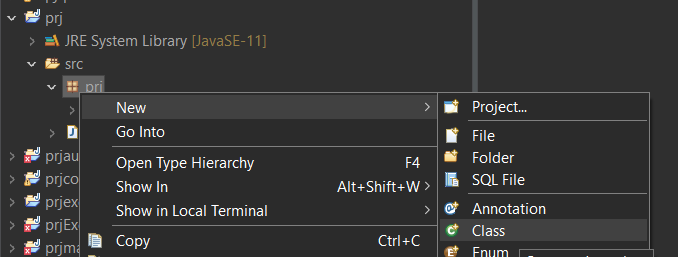 prj
JRE System Library [JavaSE-11]
src
prj
New
Go Into
Open Type Hierarchy F4
Show In Alt+Shift+W
Show in Local Terminal
Copy Ctrl+C
Project...
File
Folder
SQL File
Annotation
Class
Enum
prjau
prjco
prjex
prjEx
prjma